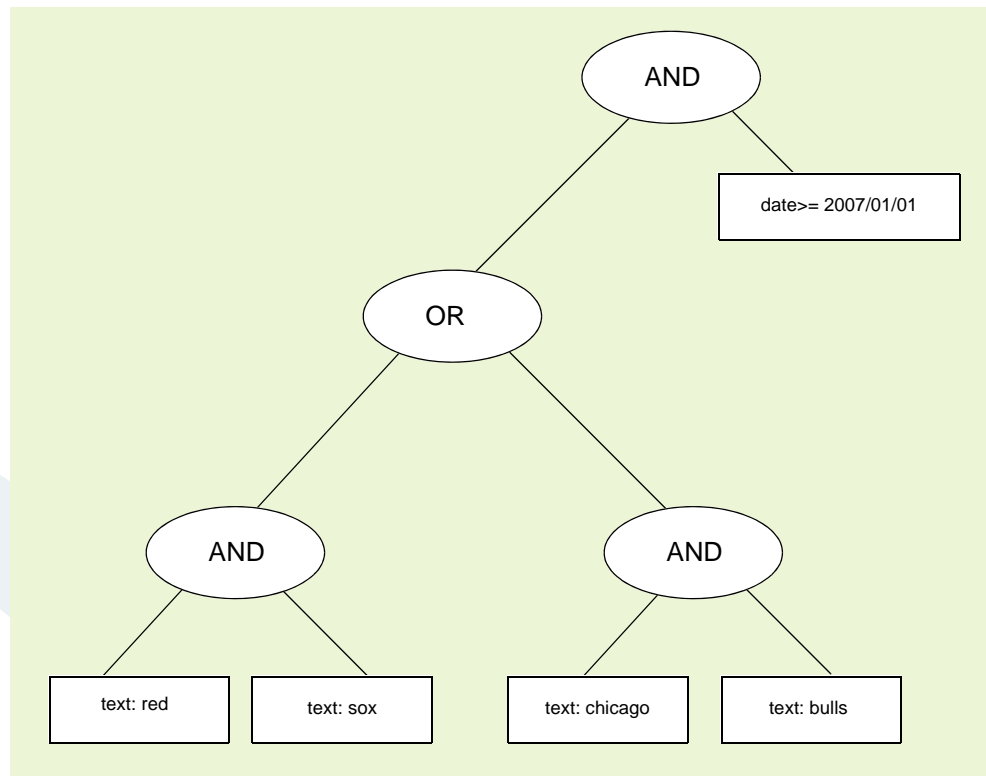 AND
date>= 2007/01/01
OR
AND
AND
text: red
text: sox
text: chicago
text: bulls